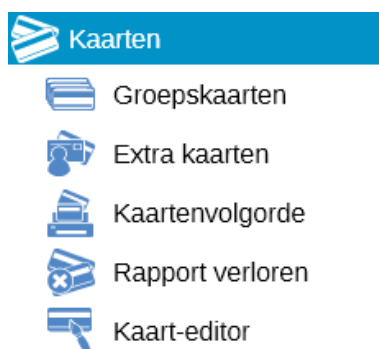 Kaarten
Groepskaarten
Extra kaarten
Kaartenvolgorde
Rapport verloren
Kaart-editor